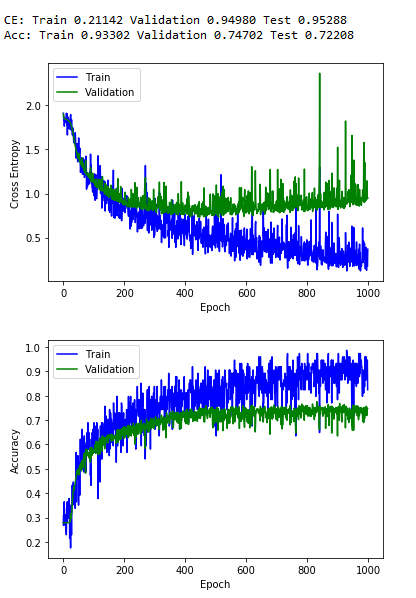 CE: Train 0.21142 Validation 0.94980 Test 0.95288
Acc: Train 0.93302 Validation 0.74702 Test 0.72208
Train
Validation
2.0
1.5
1.0
0.5
Cross Entropy
0 200 400 600 800 1000
Epoch
Train
Validation
1.0
0.9
0.8
0.7
0.6
0.5
0.4
0.3
0.2
Accuracy
0 200 400 600 800 1000
Epoch